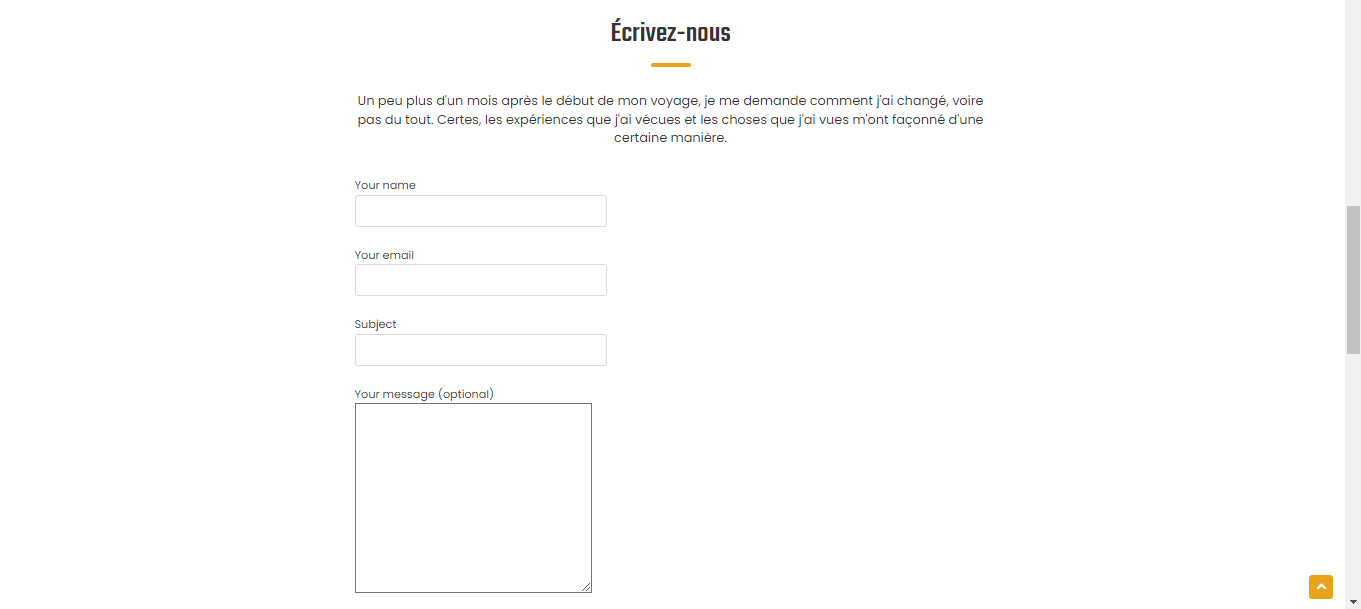 Écrivez-nous
Un peu plus d'un mois après le début de mon voyage, je me demande comment j'ai changé, voire
pas du tout. Certes, les expériences que j'ai vécues et les choses que j'ai vues m'ont façonné d'une
certaine manière.
Your name
Your email
Subject
Your message (optional)